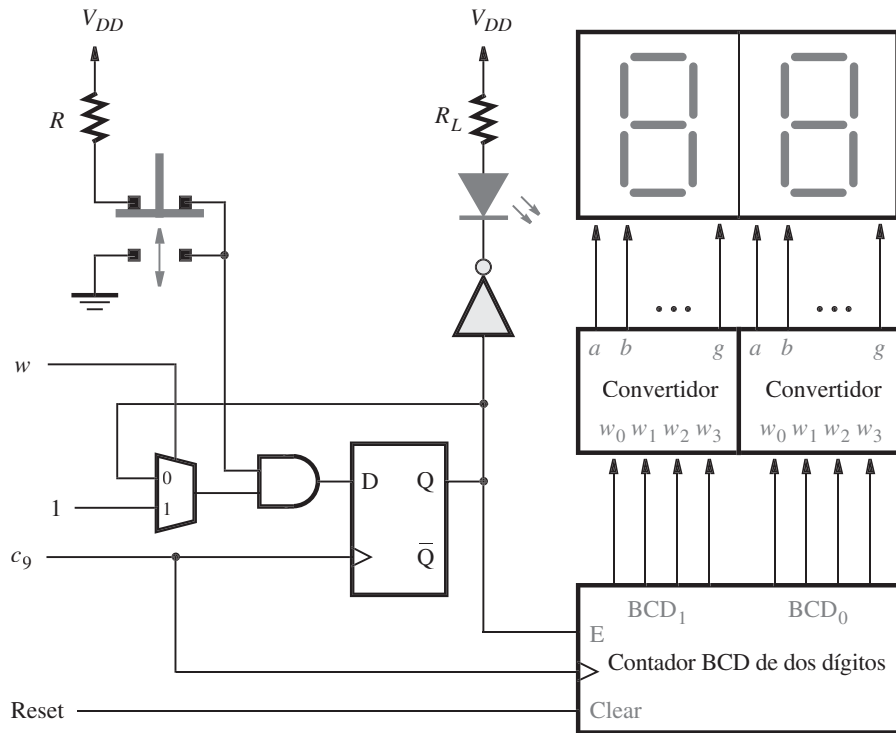 V_DD V_DD
R R_L
a b g a b g
w
Convertidor Convertidor
w_0 w_1 w_2 w_3 w_0 w_1 w_2 w_3
0
D Q
1 1
c_9 Q̅
BCD_1 BCD_0
E
Contador BCD de dos dígitos
Reset Clear